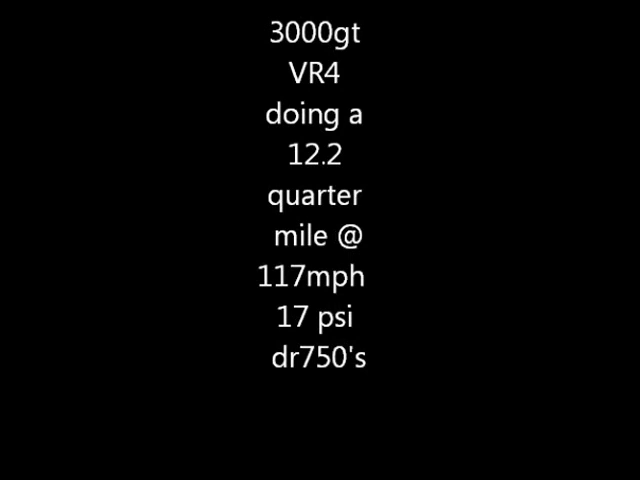 3000gt
VR4
doing a
12.2
quarter
mile @
117mph
17 psi
dr750's